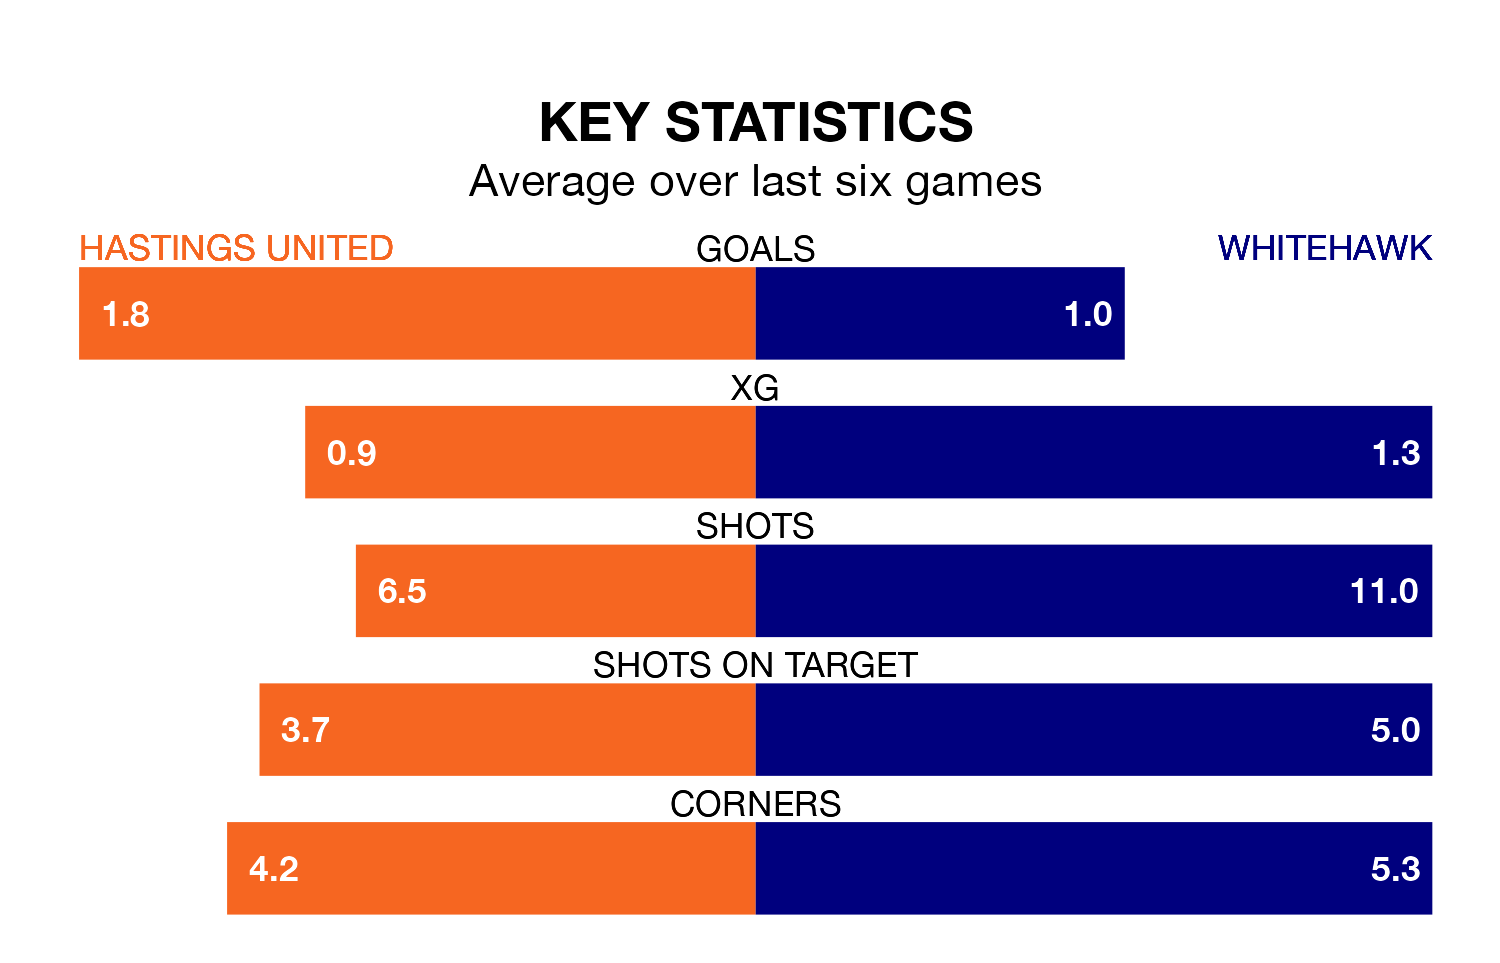 KEY STATISTICS
Average over last six games
HASTINGS UNITED GOALS WHITEHAWK
1.8 1.0
XG
0.9 1.3
SHOTS
6.5 11.0
SHOTS ON TARGET
3.7 5.0
CORNERS
4.2 5.3